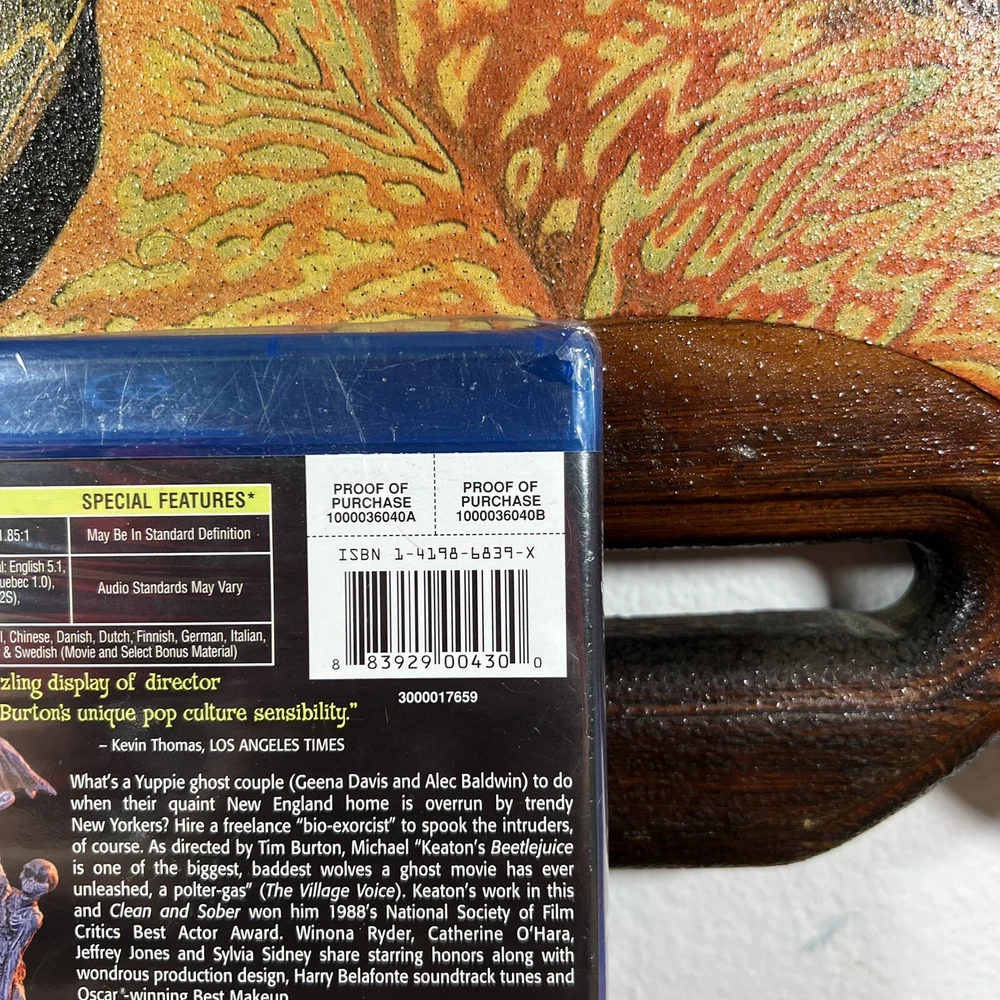 SPECIAL FEATURES*
.85:1
May Be In Standard Definition
English 5.1,
1.0),
2S),
Audio Standards May Vary
Chinese, Danish, Dutch, Finnish, German, Italian,
& Swedish (Movie and Select Bonus Material)
PROOF OF
PURCHASE
1000036040A
PROOF OF
PURCHASE
1000036040B
ISBN 1-4198-6839-X
8 83929 00430 0
3000017659
display of director
Burton's unique pop culture sensibility."
– Kevin Thomas, LOS ANGELES TIMES
What's a Yuppie ghost couple (Geena Davis and Alec Baldwin) to do
when their quaint New England home is overrun by trendy
New Yorkers? Hire a freelance "bio-exorcist" to spook the intruders,
of course. As directed by Tim Burton, Michael "Keaton's Beetlejuice
is one of the biggest, baddest wolves a ghost movie has ever
unleashed, a polter-gas" (The Village Voice). Keaton's work in this
and Clean and Sober won him 1988's National Society of Film
Critics Best Actor Award. Winona Ryder, Catherine O'Hara,
Jeffrey Jones and Sylvia Sidney share starring honors along with
wondrous production design, Harry Belafonte soundtrack tunes and
Oscar®-winning Best Makeup.